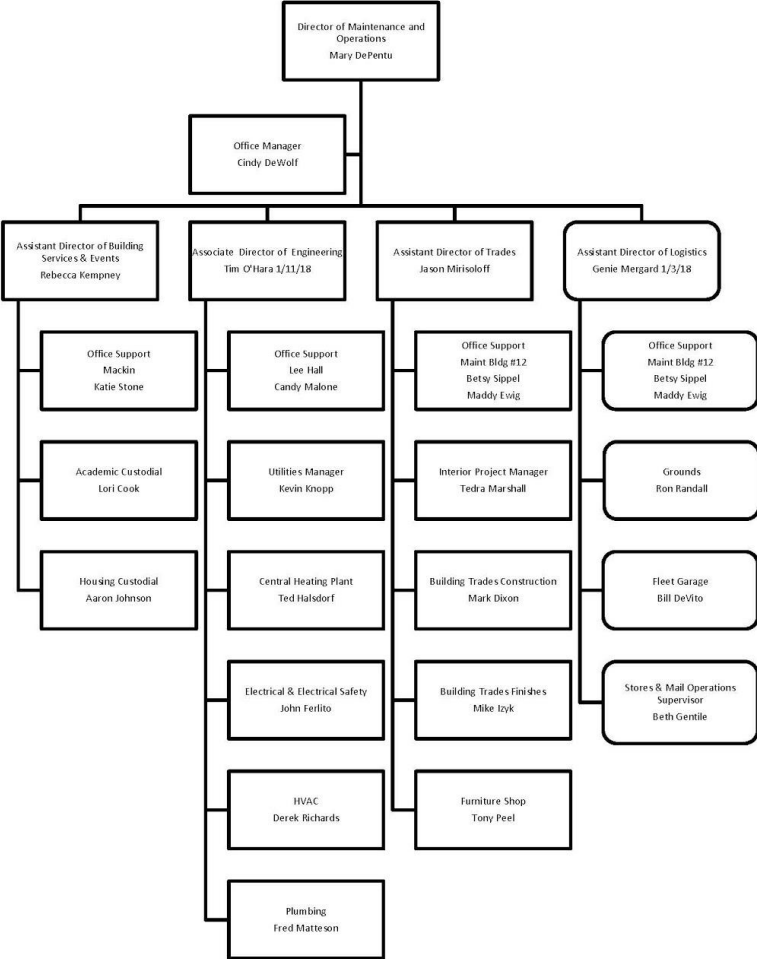 Director of Maintenance and
Operations
Mary DePentu
Office Manager
Cindy DeWolf
Assistant Director of Building
Services & Events
Rebecca Kempney
Associate Director of Engineering
Tim O'Hara 1/11/18
Assistant Director of Trades
Jason Mirisoloff
Assistant Director of Logistics
Genie Mergard 1/3/18
Office Support
Mackin
Katie Stone
Office Support
Lee Hall
Candy Malone
Office Support
Maint Bldg #12
Betsy Sippel
Maddy Ewig
Office Support
Maint Bldg #12
Betsy Sippel
Maddy Ewig
Academic Custodial
Lori Cook
Utilities Manager
Kevin Knopp
Interior Project Manager
Tedra Marshall
Grounds
Ron Randall
Housing Custodial
Aaron Johnson
Central Heating Plant
Ted Halsdorf
Building Trades Construction
Mark Dixon
Fleet Garage
Bill DeVito
Electrical & Electrical Safety
John Ferlito
Building Trades Finishes
Mike Izyk
Stores & Mail Operations
Supervisor
Beth Gentile
HVAC
Derek Richards
Furniture Shop
Tony Peel
Plumbing
Fred Matteson